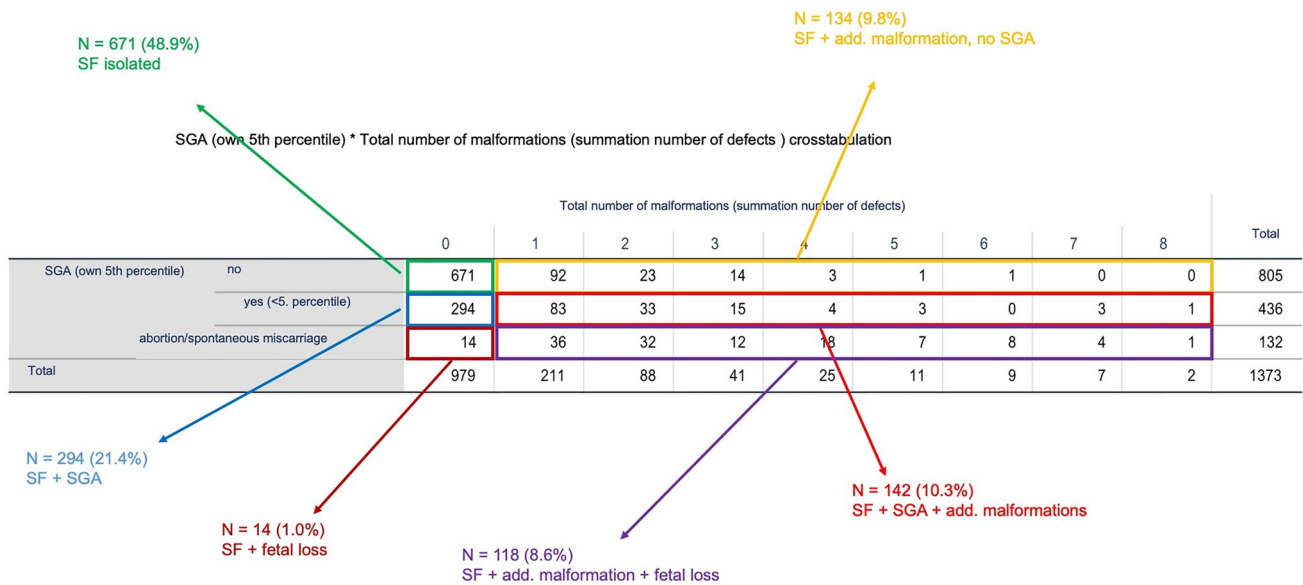 N = 134 (9.8%)
SF + add. malformation, no SGA
N = 671 (48.9%)
SF isolated
SGA (own 5th percentile) * Total number of malformations (summation number of defects ) crosstabulation
Total number of malformations (summation number of defects)
0 1 2 3 4 5 6 7 8 Total
SGA (own 5th percentile) no 671 92 23 14 3 1 1 0 0 805
yes (<5. percentile) 294 83 33 15 4 3 0 3 1 436
abortion/spontaneous miscarriage 14 36 32 12 18 7 8 4 1 132
Total 979 211 88 41 25 11 9 7 2 1373
N = 294 (21.4%)
SF + SGA
N = 142 (10.3%)
SF + SGA + add. malformations
N = 14 (1.0%)
SF + fetal loss
N = 118 (8.6%)
SF + add. malformation + fetal loss